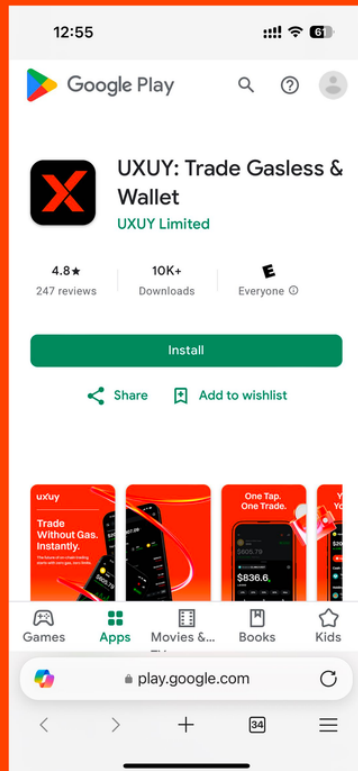 12:55
61
Google Play
UXUY: Trade Gasless &
Wallet
UXUY Limited
4.8★
10K+
E
247 reviews
Downloads
Everyone
Install
Share
Add to wishlist
uxuy
Trade
Without Gas.
Instantly.
One Tap.
One Trade.
$805.79
$836.6
Games
Apps
Movies &...
Books
Kids
play.google.com
34